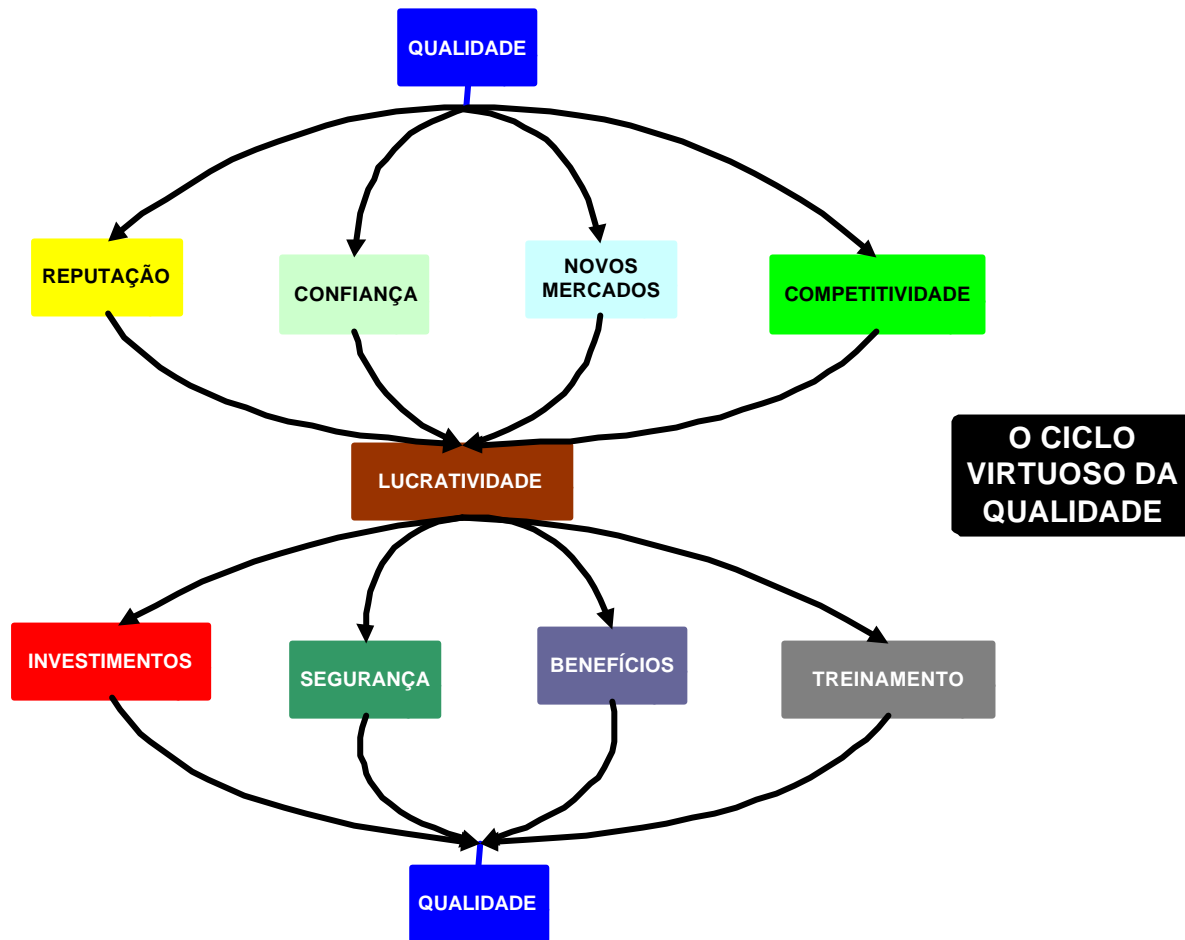 QUALIDADE
REPUTAÇÃO
CONFIANÇA
NOVOS
MERCADOS
COMPETITIVIDADE
O CICLO
VIRTUOSO DA
QUALIDADE
LUCRATIVIDADE
INVESTIMENTOS
SEGURANÇA
BENEFÍCIOS
TREINAMENTO
QUALIDADE